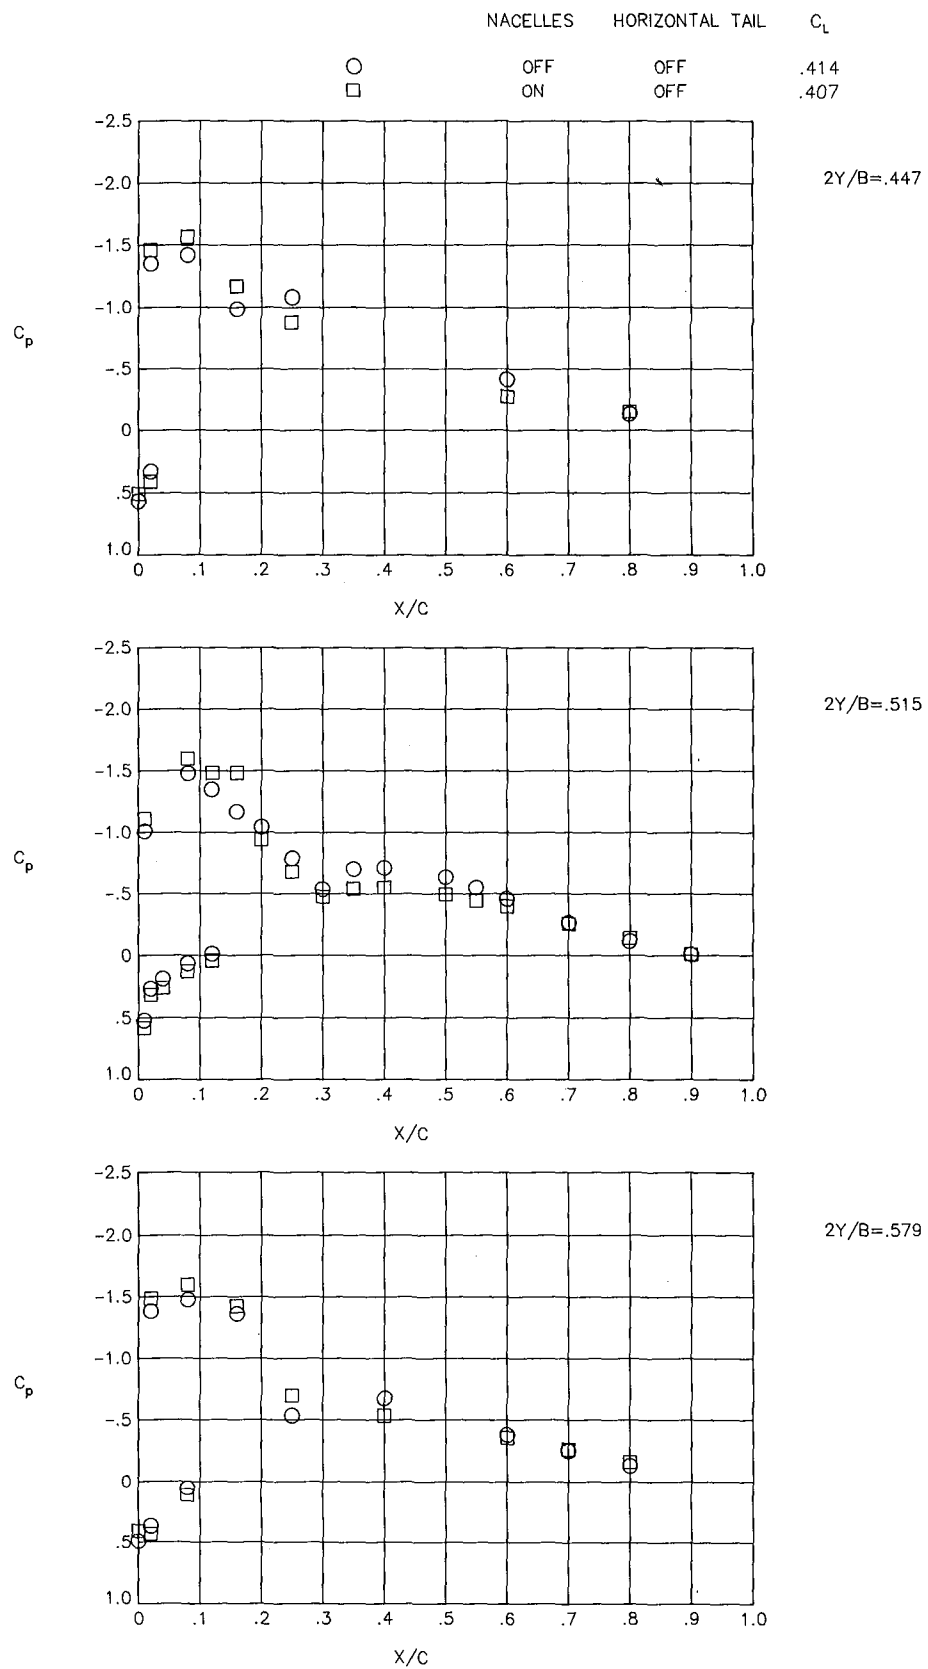 NACELLES HORIZONTAL TAIL CL
OFF OFF .414
ON OFF .407
-2.5
-2.0
-1.5
-1.0
-.5
0
.5
1.0
Cp
0 .1 .2 .3 .4 .5 .6 .7 .8 .9 1.0
X/C
2Y/B=.447
-2.5
-2.0
-1.5
-1.0
-.5
0
.5
1.0
Cp
0 .1 .2 .3 .4 .5 .6 .7 .8 .9 1.0
X/C
2Y/B=.515
-2.5
-2.0
-1.5
-1.0
-.5
0
.5
1.0
Cp
0 .1 .2 .3 .4 .5 .6 .7 .8 .9 1.0
X/C
2Y/B=.579